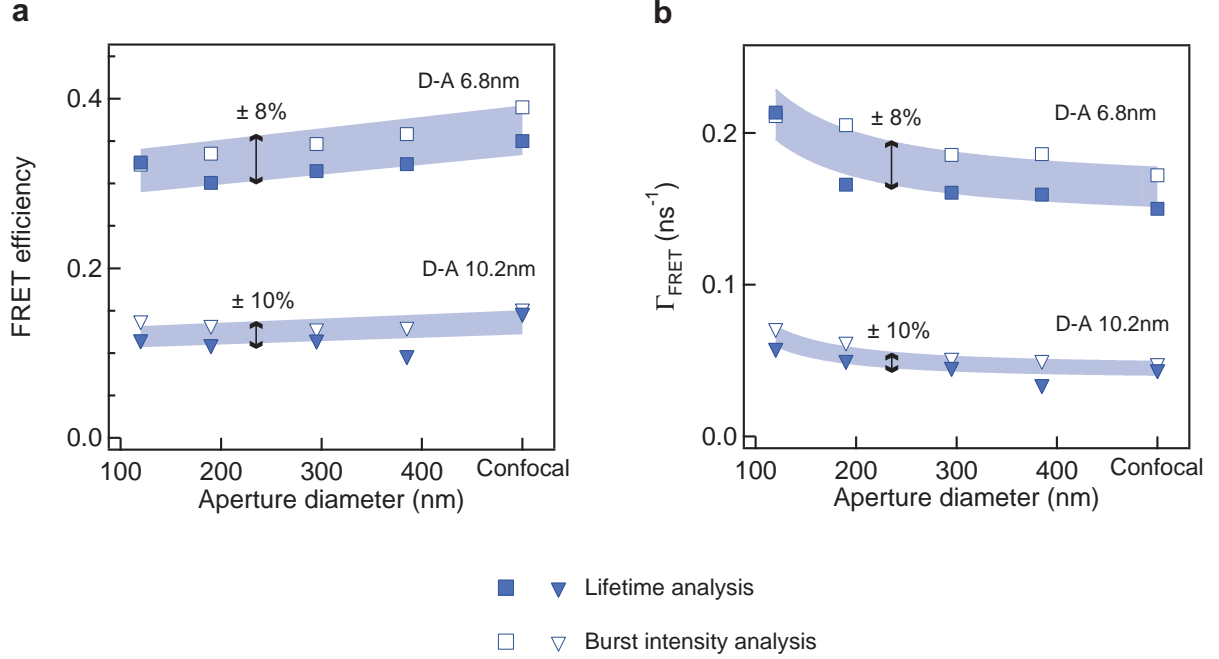 a
FRET efficiency
0.4
0.2
0.0
D-A 6.8nm
± 8%
D-A 10.2nm
± 10%
100 200 300 400 Confocal
Aperture diameter (nm)
b
Γ_FRET (ns^-1)
0.2
0.1
0.0
± 8%
D-A 6.8nm
± 10%
D-A 10.2nm
100 200 300 400 Confocal
Aperture diameter (nm)
Lifetime analysis
Burst intensity analysis